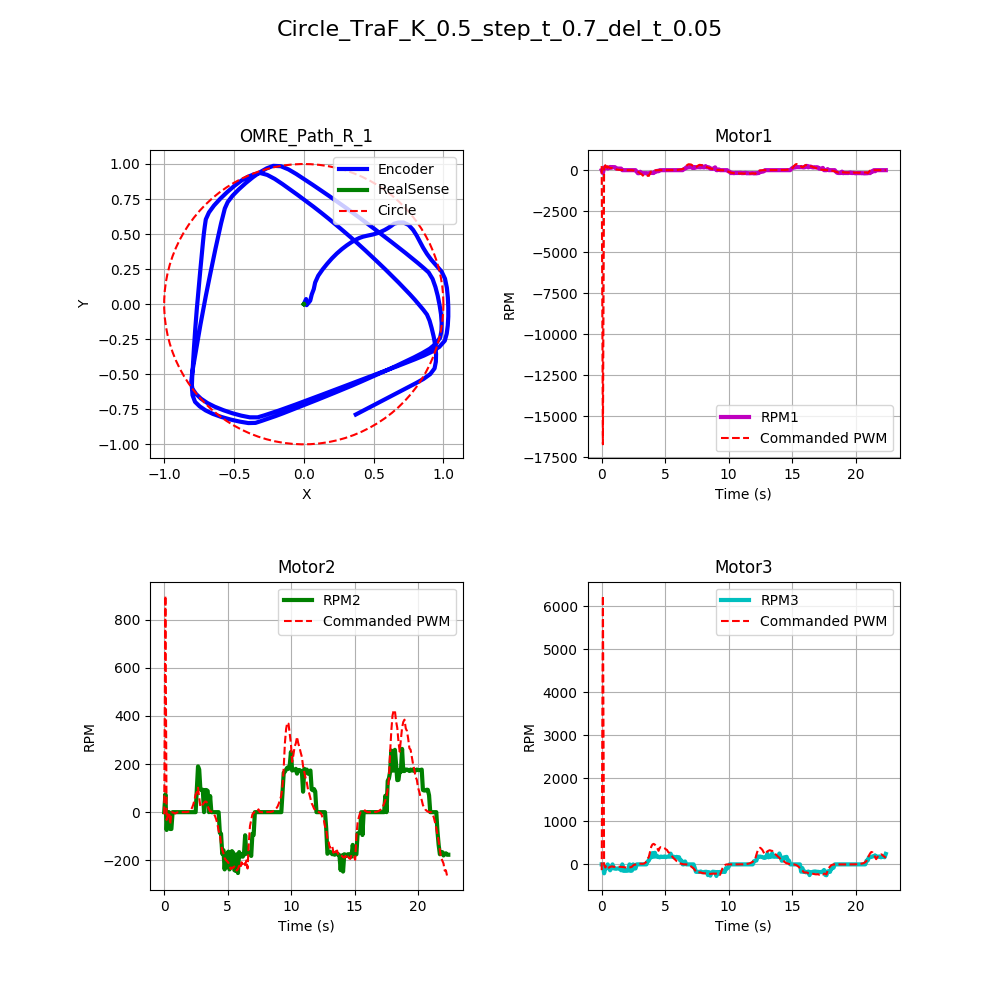 Circle_TraF_K_0.5_step_t_0.7_del_t_0.05
OMRE_Path_R_1
1.00
0.75
0.50
0.25
0.00
−0.25
−0.50
−0.75
−1.00
Y
Encoder
RealSense
Circle
−1.0 −0.5 0.0 0.5 1.0
X
Motor1
0
−2500
−5000
−7500
−10000
−12500
−15000
−17500
RPM
RPM1
Commanded PWM
0 5 10 15 20
Time (s)
Motor2
800
600
400
200
0
−200
RPM
RPM2
Commanded PWM
0 5 10 15 20
Time (s)
Motor3
6000
5000
4000
3000
2000
1000
0
RPM
RPM3
Commanded PWM
0 5 10 15 20
Time (s)